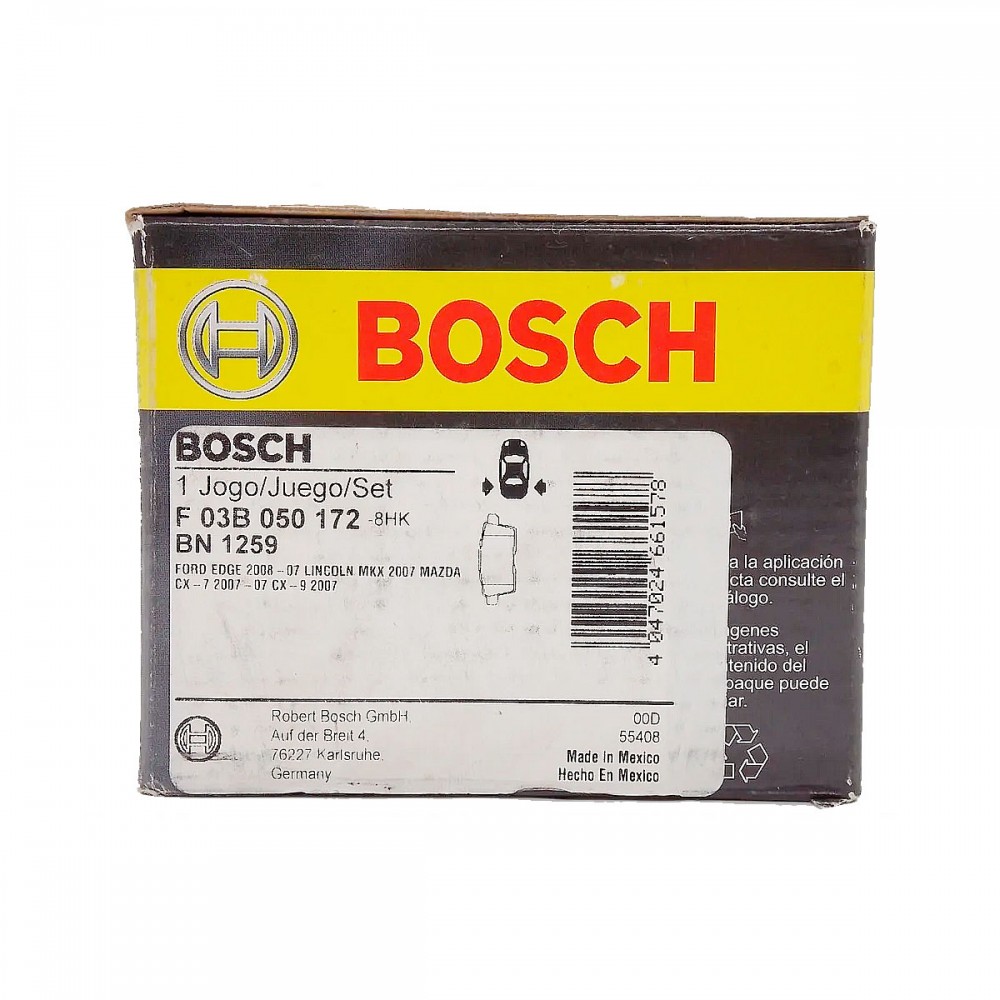 BOSCH
BOSCH
1 Jogo/Juego/Set
F 03B 050 172 -8HK
BN 1259
FORD EDGE 2008 -07 LINCOLN MKX 2007 MAZDA
CX-7 2007 -07 CX-9 2007
4 047024 661578
a la aplicación
cta consulte el
álogo.
ágenes
trativas, el
tenido del
paque puede
iar.
Robert Bosch GmbH,
Auf der Breit 4,
76227 Karlsruhe,
Germany
00D
55408
Made In Mexico
Hecho En Mexico